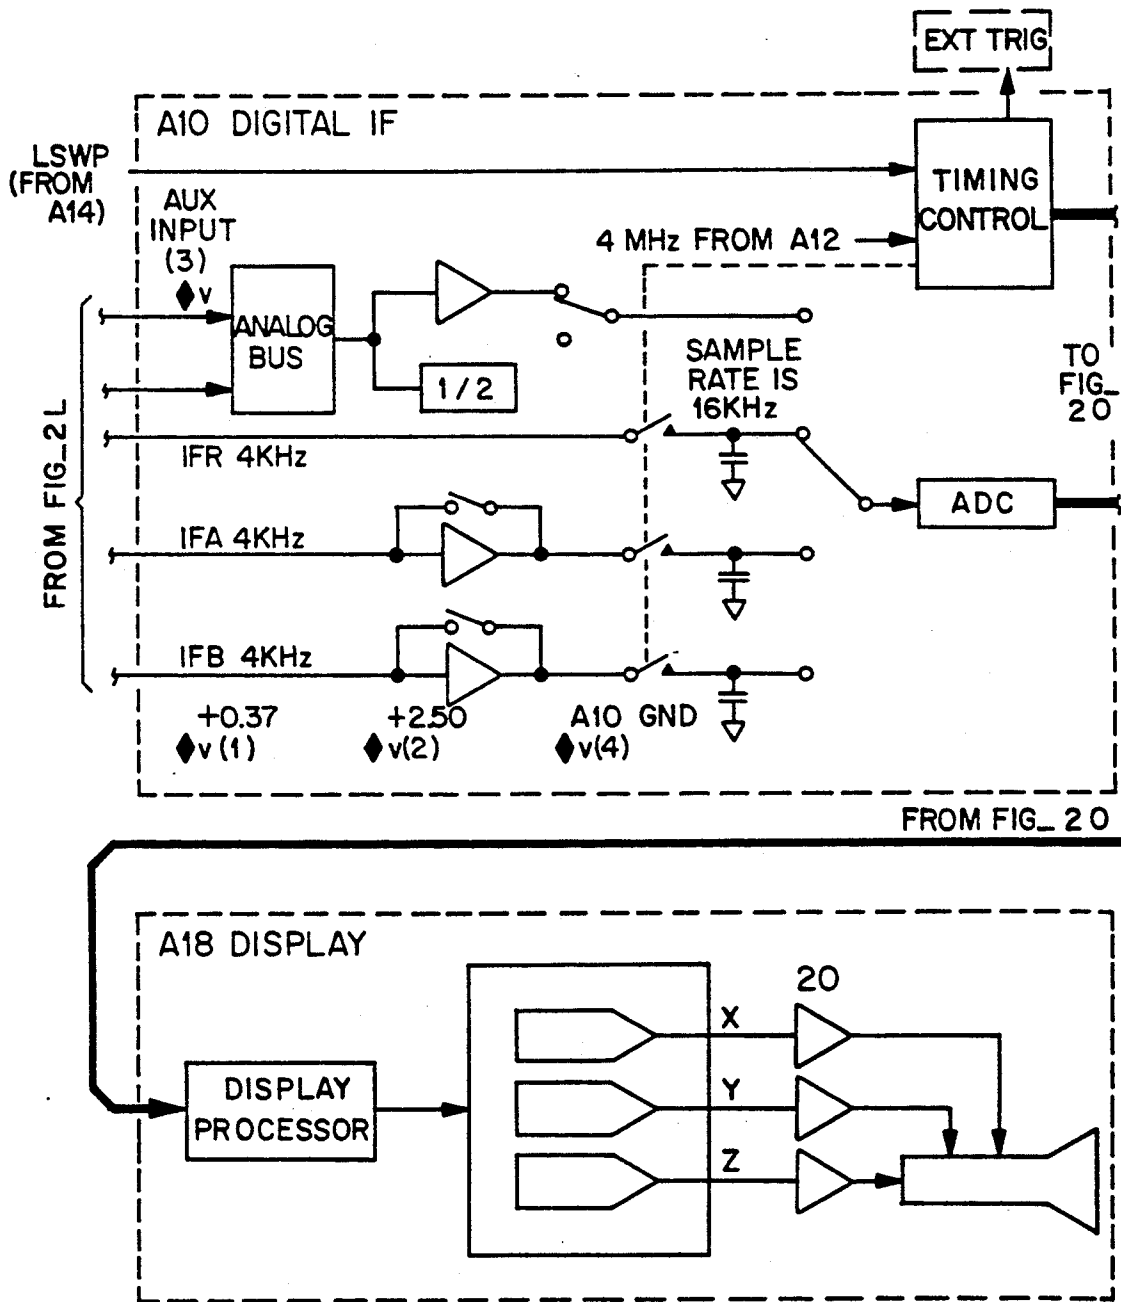 EXT TRIG
A10 DIGITAL IF
LSWP
(FROM
A14)
TIMING
CONTROL
AUX
INPUT
(3)
v
4 MHz FROM A12
ANALOG
BUS
1/2
SAMPLE
RATE IS
16KHz
TO
FIG_
20
IFR 4KHz
ADC
FROM FIG_2L
IFA 4KHz
IFB 4KHz
+0.37
v(1)
+2.50
v(2)
A10 GND
v(4)
FROM FIG_ 20
A18 DISPLAY
20
X
DISPLAY
PROCESSOR
Y
Z